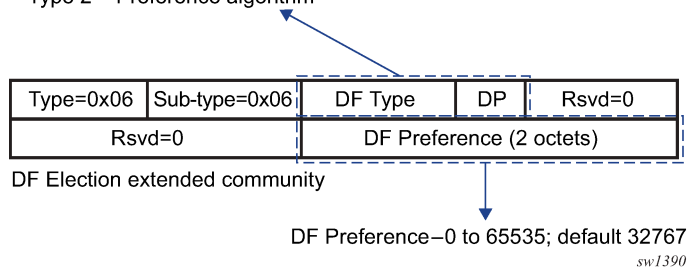 Type 2 – Preference algorithm
Type=0x06 Sub-type=0x06 DF Type DP Rsvd=0
Rsvd=0 DF Preference (2 octets)
DF Election extended community
DF Preference–0 to 65535; default 32767
sw1390